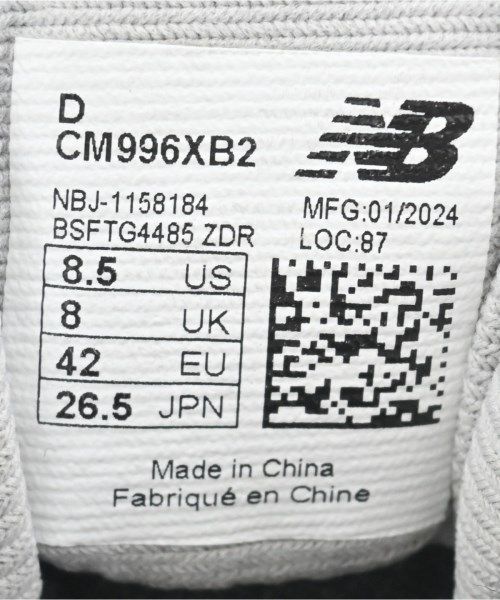 D
CM996XB2
NB
NBJ-1158184
BSFTG4485 ZDR
MFG:01/2024
LOC:87
8.5 US
8 UK
42 EU
26.5 JPN
Made in China
Fabriqué en Chine